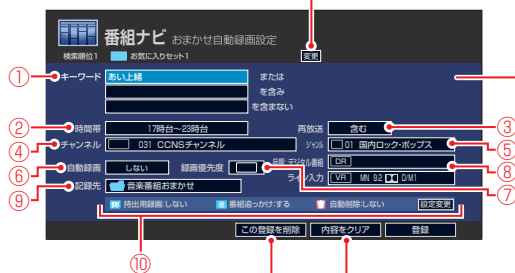 番組ナビ おまかせ自動録画設定
検索順位1 お気に入りセット1 変更
① キーワード あい上緒 または
を含み
を含まない
② 時間帯 17時台～23時台 再放送 含む ③
④ チャンネル 031 CCNSチャンネル ジャンル 01 国内ロック・ポップス ⑤
⑥ 自動録画 しない 録画優先度 品質:デジタル番組 DR ⑧
ライン入力 VR MN 9.2 D/M1 ⑦
⑨ 記録先 音楽番組おまかせ
持出用録画:しない 番組追っかけ:する 自動削除:しない 設定変更
⑩
この登録を削除 内容をクリア 登録